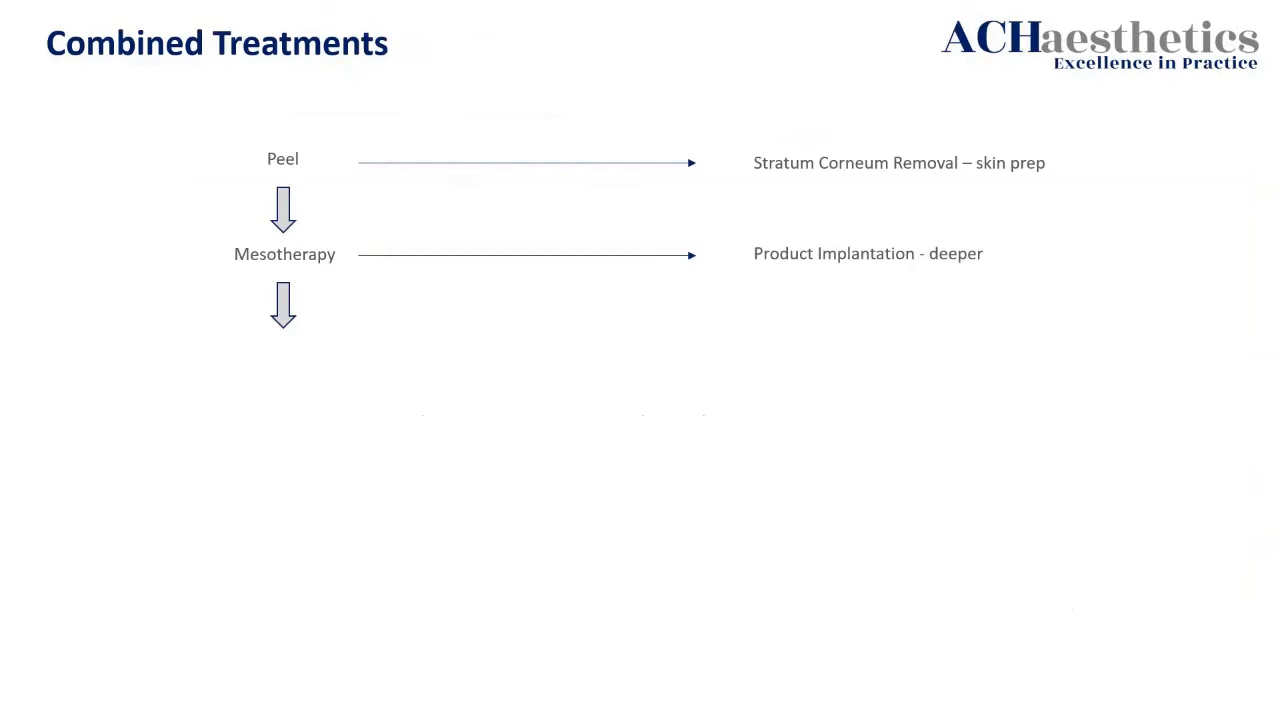 Combined Treatments
ACHaesthetics
Excellence in Practice
Peel
Stratum Corneum Removal – skin prep
Mesotherapy
Product Implantation - deeper